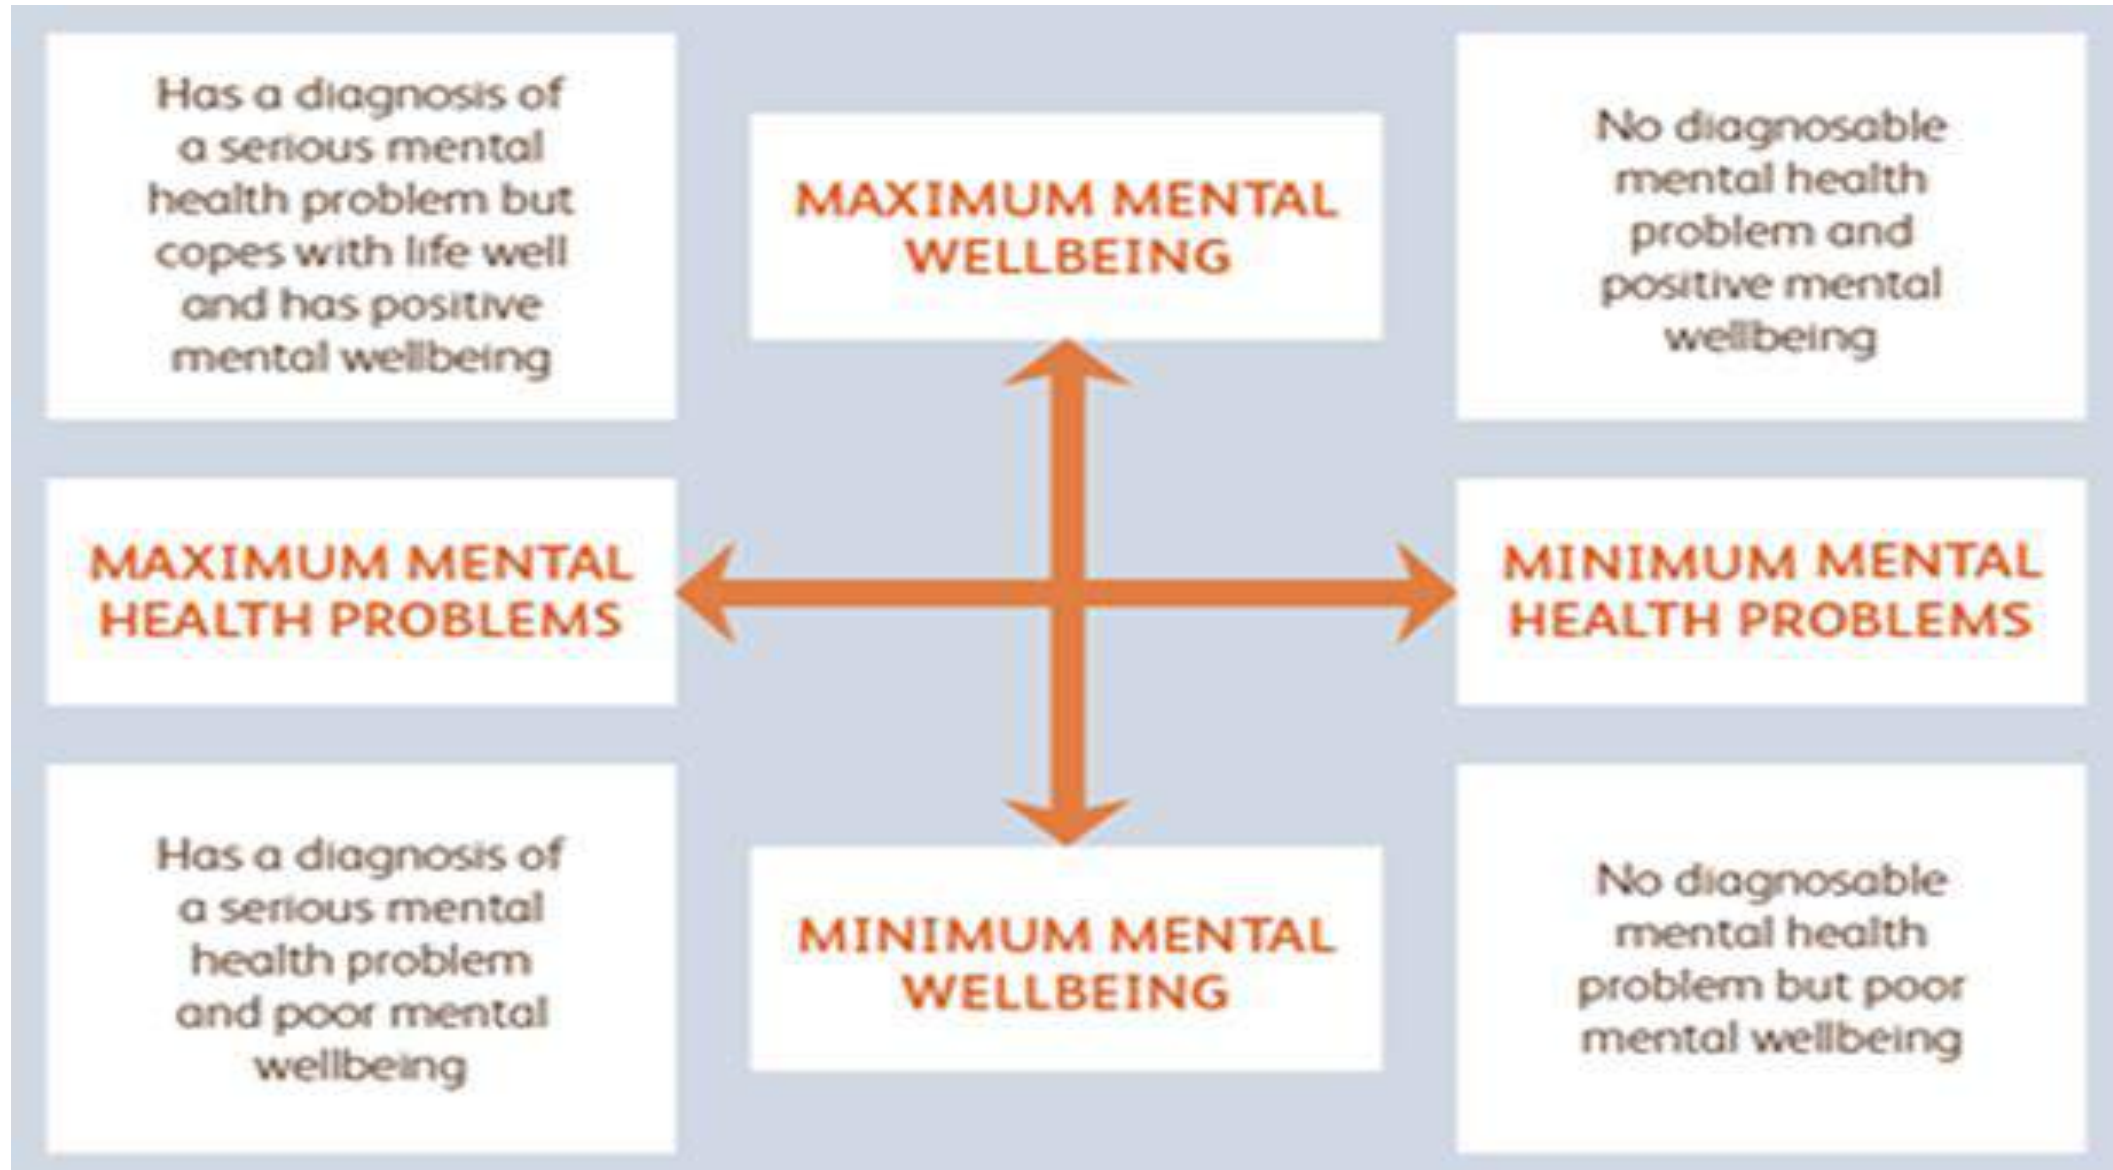 Has a diagnosis of
a serious mental
health problem but
copes with life well
and has positive
mental wellbeing
MAXIMUM MENTAL
WELLBEING
No diagnosable
mental health
problem and
positive mental
wellbeing
MAXIMUM MENTAL
HEALTH PROBLEMS
MINIMUM MENTAL
HEALTH PROBLEMS
Has a diagnosis of
a serious mental
health problem
and poor mental
wellbeing
MINIMUM MENTAL
WELLBEING
No diagnosable
mental health
problem but poor
mental wellbeing